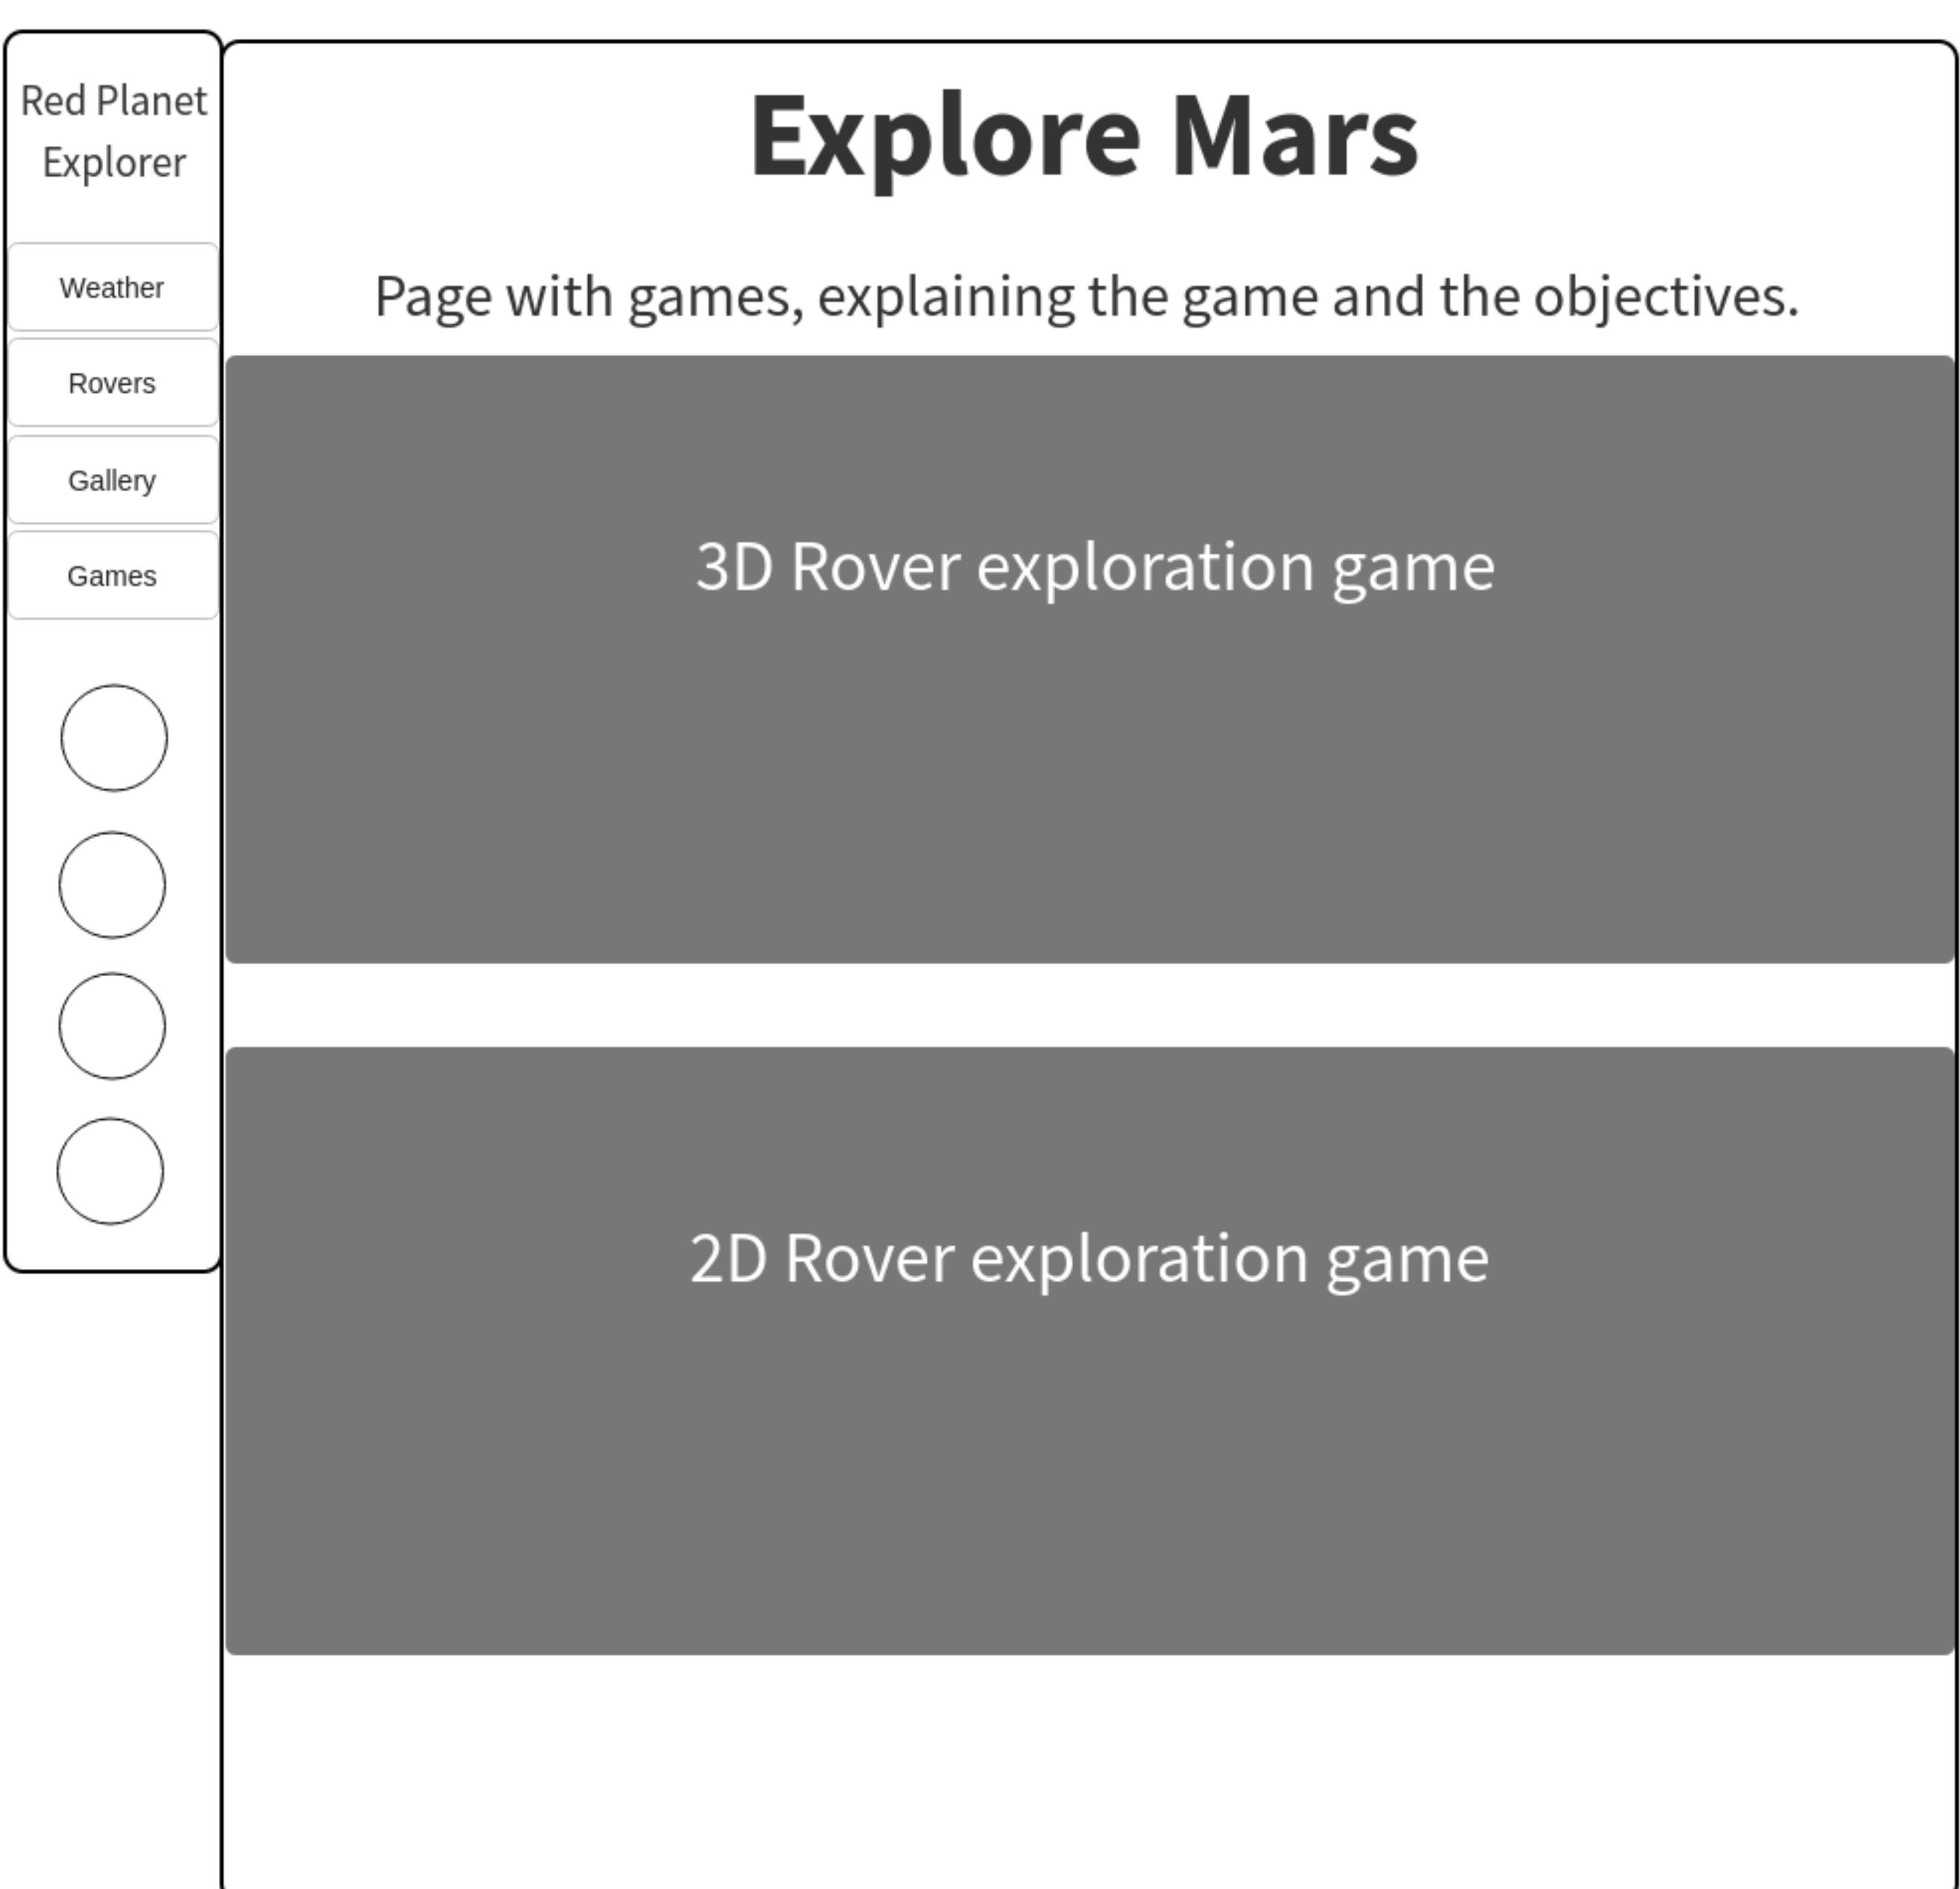 Red Planet
Explorer
Weather
Rovers
Gallery
Games
Explore Mars
Page with games, explaining the game and the objectives.
3D Rover exploration game
2D Rover exploration game